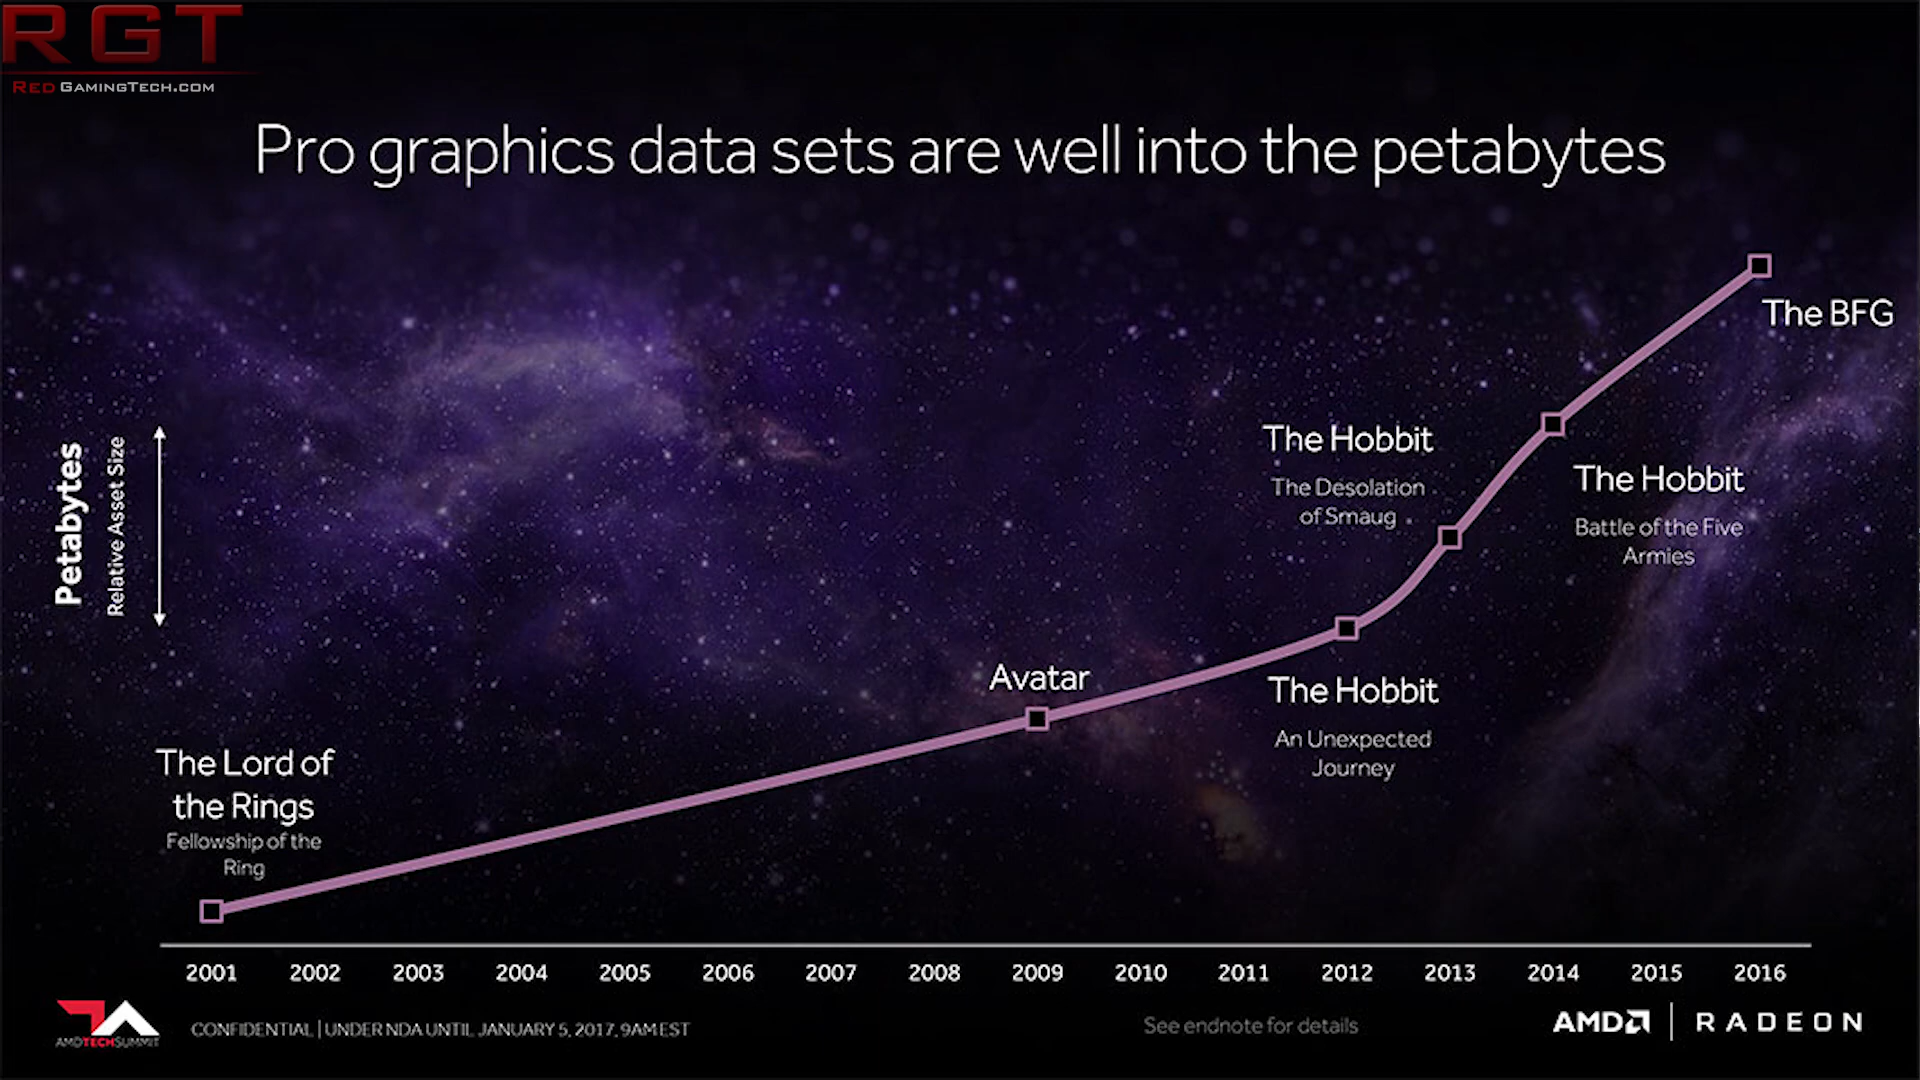 RGT
RedGamingTech.com
Pro graphics data sets are well into the petabytes
The BFG
The Hobbit
The Desolation
of Smaug
The Hobbit
Battle of the Five
Armies
Petabytes
Relative Asset Size
Avatar
The Hobbit
An Unexpected
Journey
The Lord of
the Rings
Fellowship of the
Ring
2001 2002 2003 2004 2005 2006 2007 2008 2009 2010 2011 2012 2013 2014 2015 2016
AMDTECHSUMMIT
CONFIDENTIAL | UNDER NDA UNTIL JANUARY 5, 2017, 9AM EST
See endnote for details
AMD
RADEON